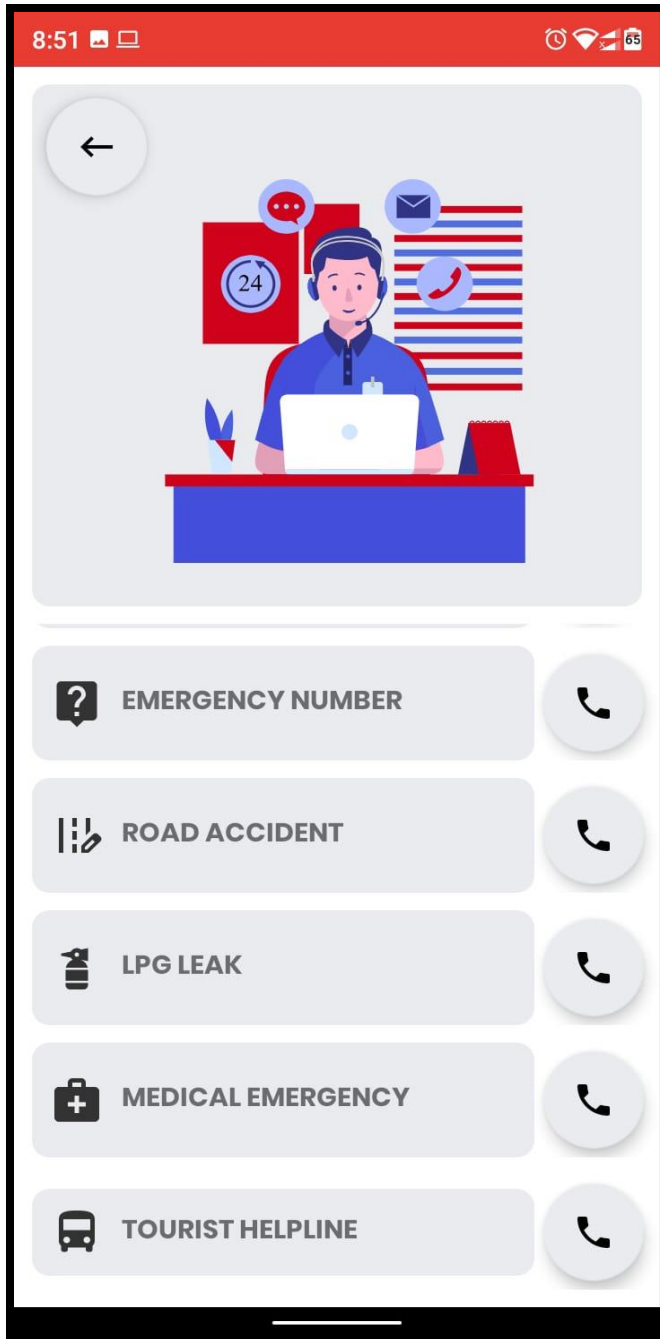 8:51
65
24
EMERGENCY NUMBER
ROAD ACCIDENT
LPG LEAK
MEDICAL EMERGENCY
TOURIST HELPLINE